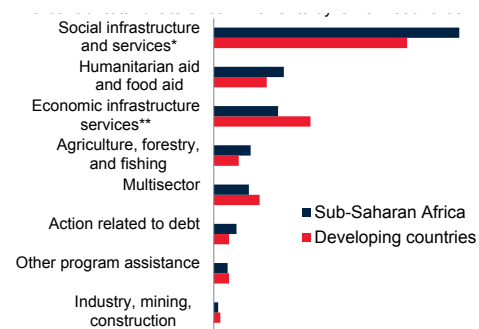 Social infrastructure
and services*
Humanitarian aid
and food aid
Economic infrastructure
services**
Agriculture, forestry,
and fishing
Multisector
Action related to debt
Other program assistance
Industry, mining,
construction
Sub-Saharan Africa
Developing countries